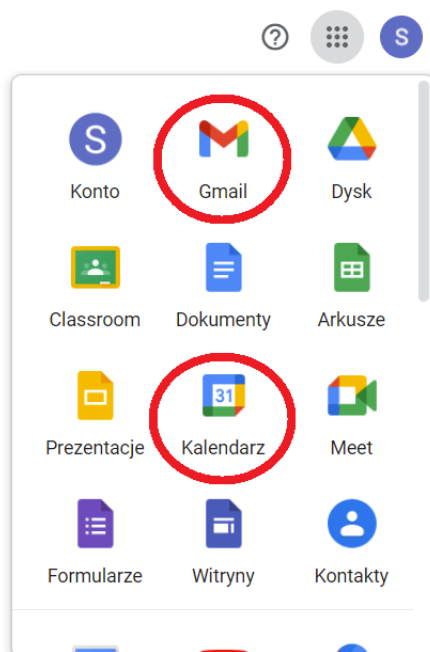 S
S
Konto
Gmail
Dysk
Classroom
Dokumenty
Arkusze
31
Prezentacje
Kalendarz
Meet
Formularze
Witryny
Kontakty